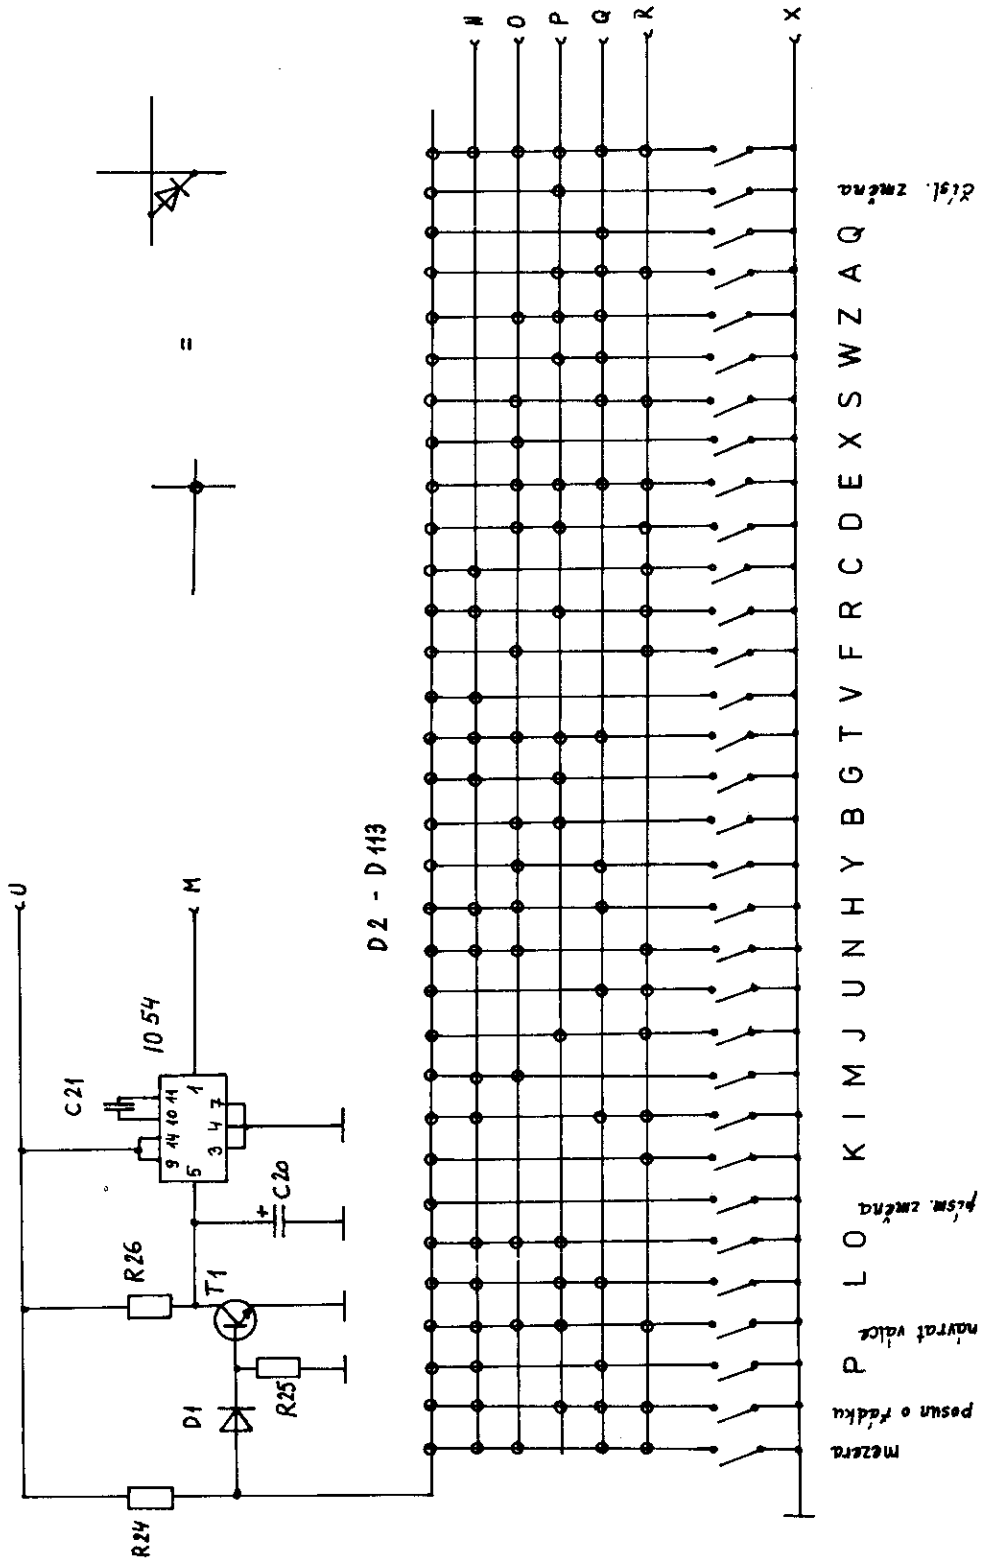 U
M
R24
R26
D1
R25
T1
C20
C21
IO 54
9 14 10 11
5 1
3 4 7
=
D2 - D113
N
O
P
Q
R
X
mezera
posun o řádku
P
návrat válce
L
O
písm. změna
K
I
M
J
U
N
H
Y
B
G
T
V
F
R
C
D
E
X
S
W
Z
A
Q
čísl. změna